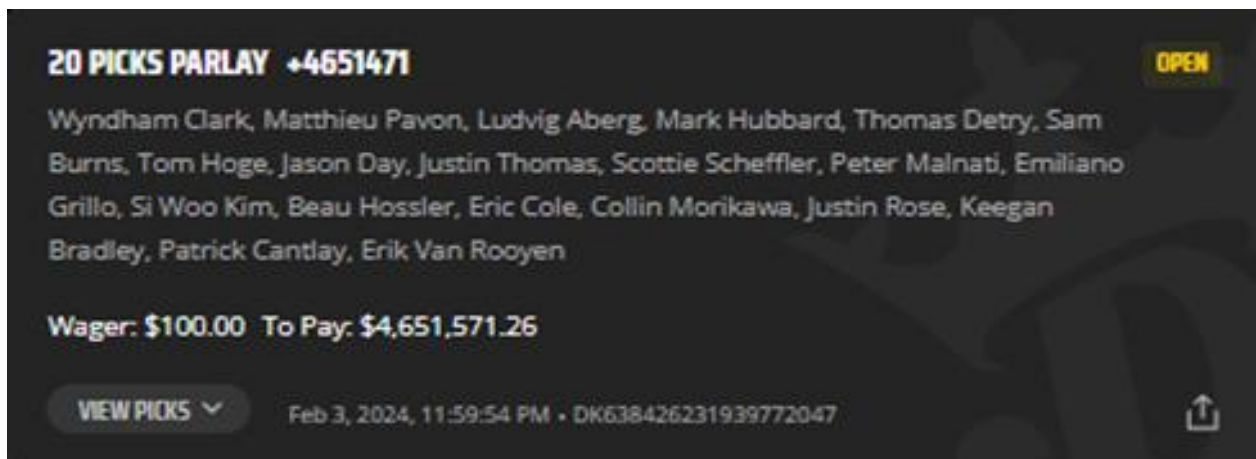 20 PICKS PARLAY +4651471
OPEN
Wyndham Clark, Matthieu Pavon, Ludvig Aberg, Mark Hubbard, Thomas Detry, Sam
Burns, Tom Hoge, Jason Day, Justin Thomas, Scottie Scheffler, Peter Malnati, Emiliano
Grillo, Si Woo Kim, Beau Hossler, Eric Cole, Collin Morikawa, Justin Rose, Keegan
Bradley, Patrick Cantlay, Erik Van Rooyen
Wager: $100.00 To Pay: $4,651,571.26
VIEW PICKS
Feb 3, 2024, 11:59:54 PM • DK638426231939772047